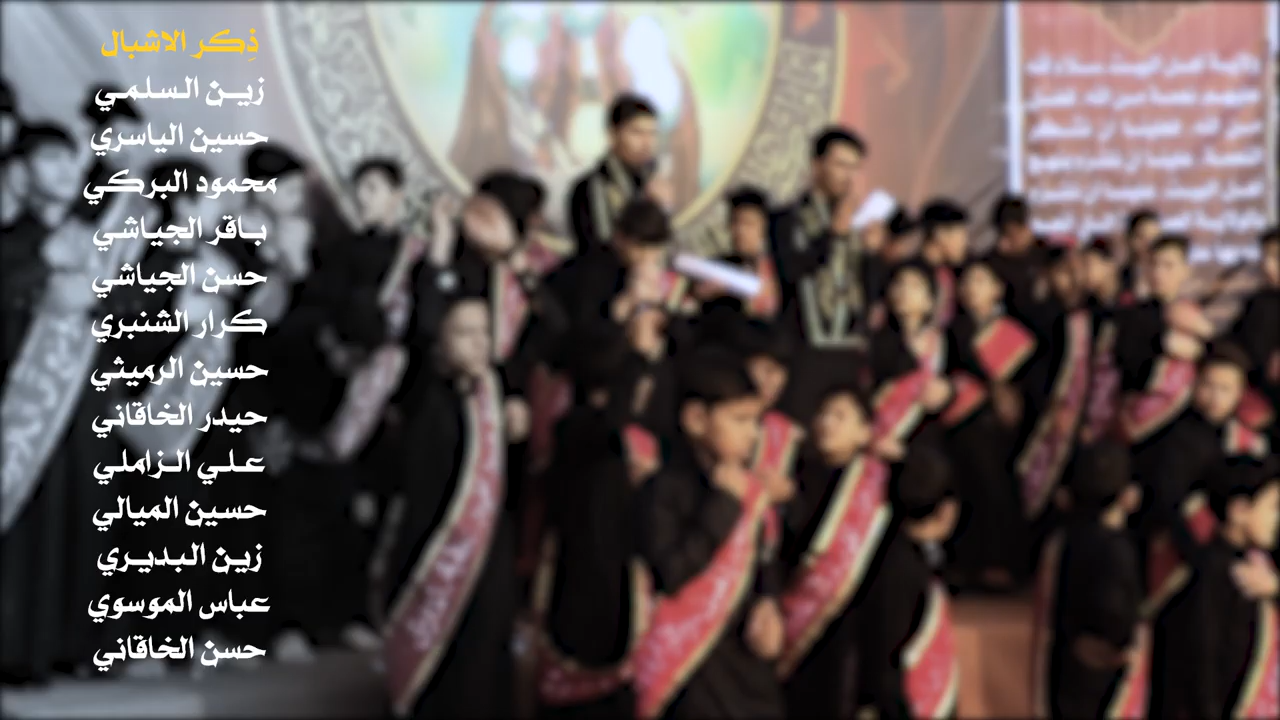 ذِكر الاشبال
زين السلمي
حسين الياسري
محمود البركي
باقر الجياشي
حسن الجياشي
كرار الشنبري
حسين الرميثي
حيدر الخاقاني
علي الزاملي
حسين الميالي
زين البديري
عباس الموسوي
حسن الخاقاني